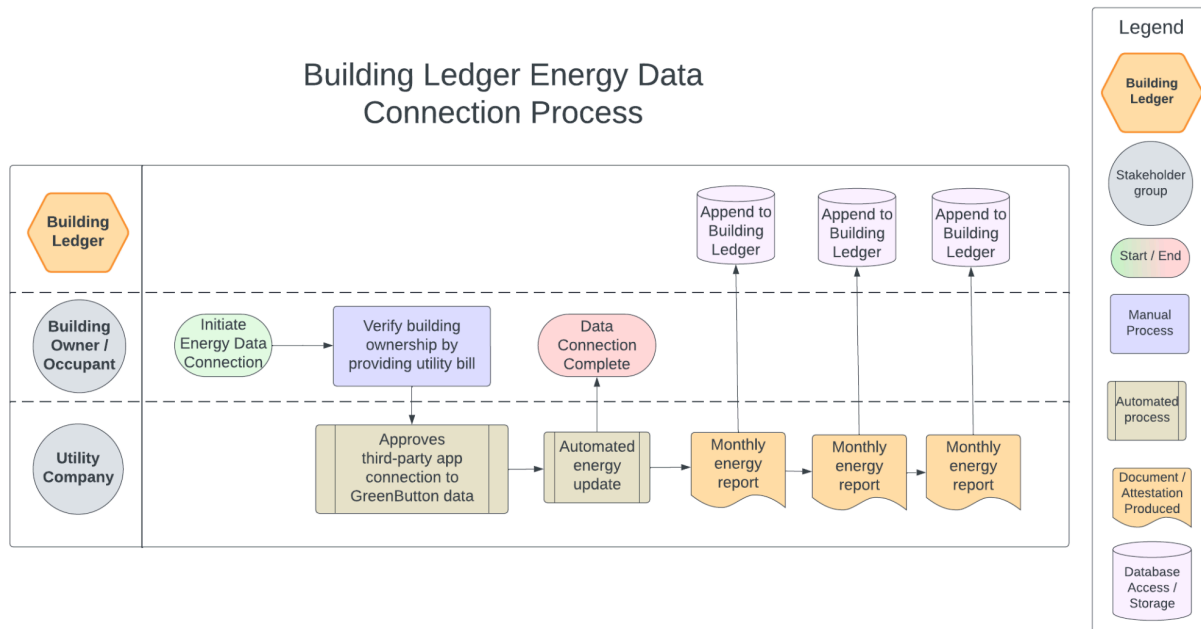 Building Ledger Energy Data
Connection Process
Building
Ledger
Append to
Building
Ledger
Append to
Building
Ledger
Append to
Building
Ledger
Building
Owner /
Occupant
Initiate
Energy Data
Connection
Verify building
ownership by
providing utility bill
Data
Connection
Complete
Utility
Company
Approves
third-party app
connection to
GreenButton data
Automated
energy
update
Monthly
energy
report
Monthly
energy
report
Monthly
energy
report
Legend
Building
Ledger
Stakeholder
group
Start / End
Manual
Process
Automated
process
Document /
Attestation
Produced
Database
Access /
Storage